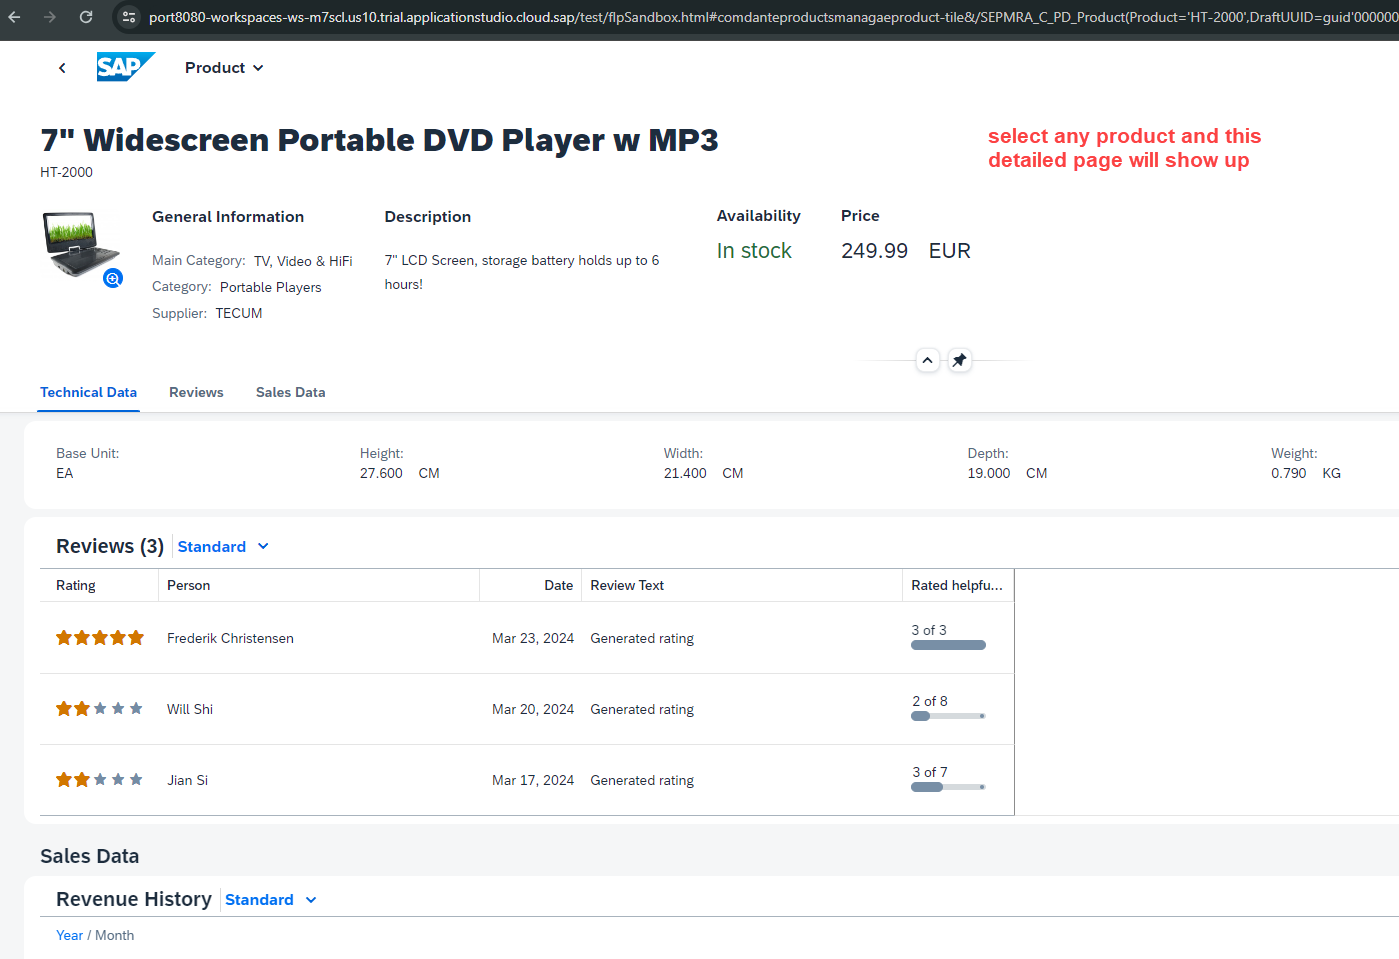 port8080-workspaces-ws-m7scl.us10.trial.applicationstudio.cloud.sap/test/flpSandbox.html#comdanteproductsmanagaeproduct-tile&/SEPMRA_C_PD_Product(Product='HT-2000',DraftUUID=guid'000000
SAP Product
7" Widescreen Portable DVD Player w MP3
HT-2000
select any product and this
detailed page will show up
General Information
Main Category: TV, Video & HiFi
Category: Portable Players
Supplier: TECUM
Description
7" LCD Screen, storage battery holds up to 6
hours!
Availability
In stock
Price
249.99 EUR
Technical Data Reviews Sales Data
Base Unit: Height: Width: Depth: Weight:
EA 27.600 CM 21.400 CM 19.000 CM 0.790 KG
Reviews (3) Standard
Rating Person Date Review Text Rated helpfu...
Frederik Christensen Mar 23, 2024 Generated rating 3 of 3
Will Shi Mar 20, 2024 Generated rating 2 of 8
Jian Si Mar 17, 2024 Generated rating 3 of 7
Sales Data
Revenue History Standard
Year / Month